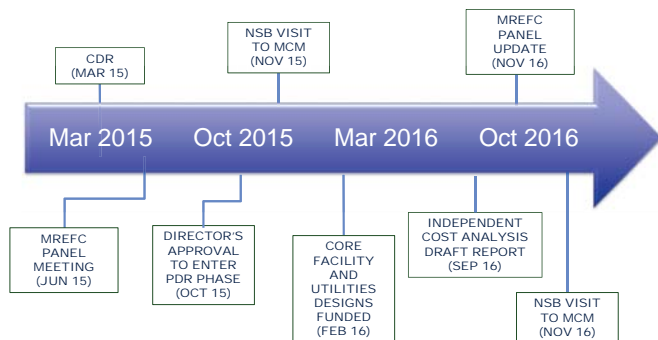 CDR
(MAR 15)
NSB VISIT
TO MCM
(NOV 15)
MREFC
PANEL
UPDATE
(NOV 16)
Mar 2015
Oct 2015
Mar 2016
Oct 2016
MREFC
PANEL
MEETING
(JUN 15)
DIRECTOR'S
APPROVAL
TO ENTER
PDR PHASE
(OCT 15)
CORE
FACILITY
AND
UTILITIES
DESIGNS
FUNDED
(FEB 16)
INDEPENDENT
COST ANALYSIS
DRAFT REPORT
(SEP 16)
NSB VISIT
TO MCM
(NOV 16)